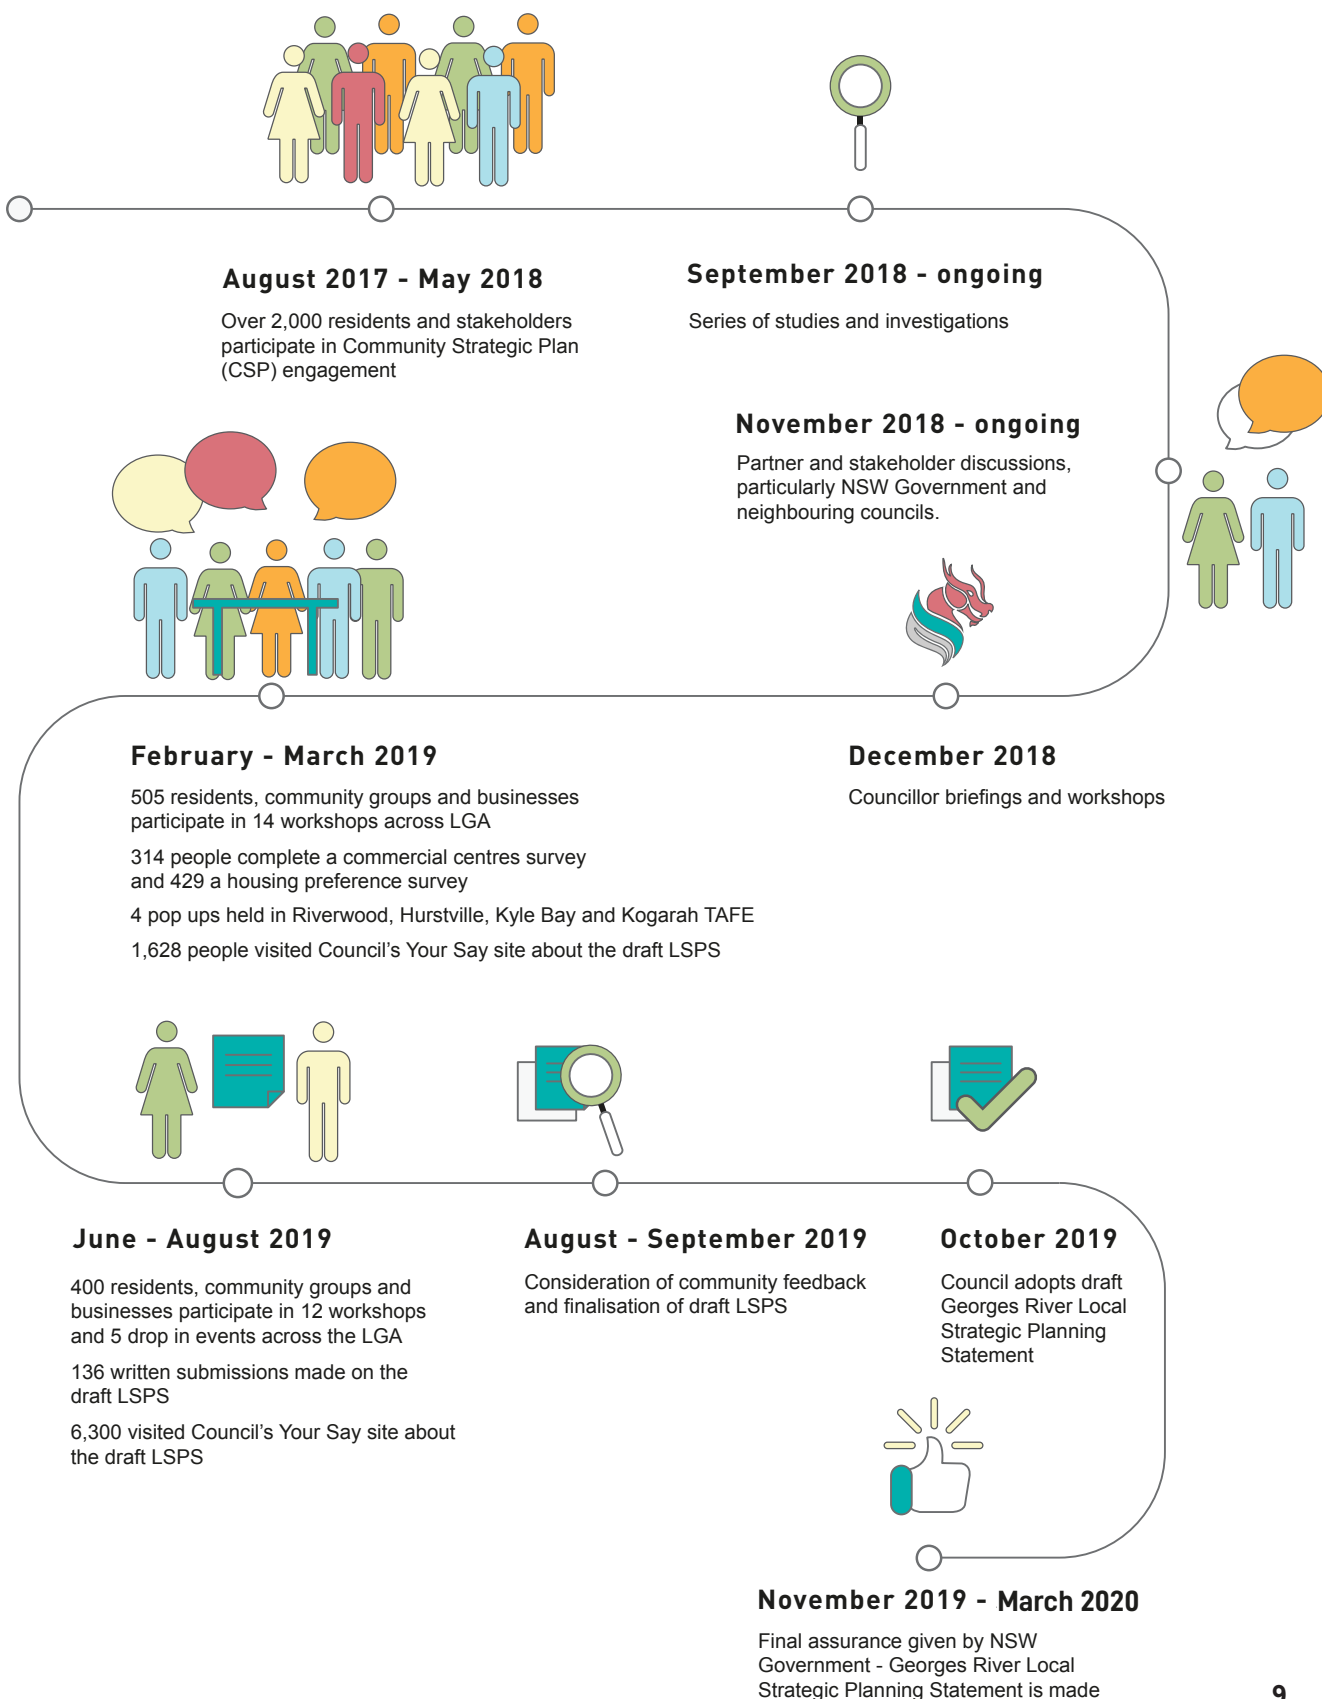 August 2017 - May 2018
Over 2,000 residents and stakeholders
participate in Community Strategic Plan
(CSP) engagement
September 2018 - ongoing
Series of studies and investigations
November 2018 - ongoing
Partner and stakeholder discussions,
particularly NSW Government and
neighbouring councils.
December 2018
Councillor briefings and workshops
February - March 2019
505 residents, community groups and businesses
participate in 14 workshops across LGA
314 people complete a commercial centres survey
and 429 a housing preference survey
4 pop ups held in Riverwood, Hurstville, Kyle Bay and Kogarah TAFE
1,628 people visited Council’s Your Say site about the draft LSPS
June - August 2019
400 residents, community groups and
businesses participate in 12 workshops
and 5 drop in events across the LGA
136 written submissions made on the
draft LSPS
6,300 visited Council’s Your Say site about
the draft LSPS
August - September 2019
Consideration of community feedback
and finalisation of draft LSPS
October 2019
Council adopts draft
Georges River Local
Strategic Planning
Statement
November 2019 - March 2020
Final assurance given by NSW
Government - Georges River Local
Strategic Planning Statement is made
9